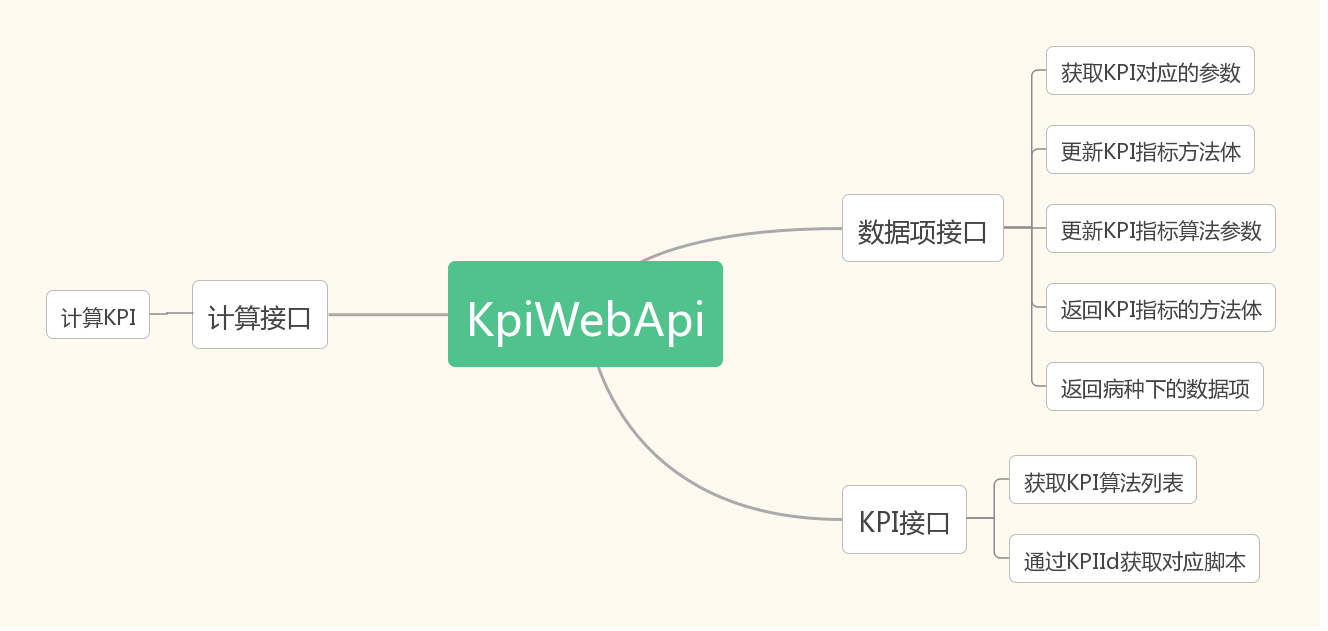 KpiWebApi
数据项接口
获取KPI对应的参数
更新KPI指标方法体
更新KPI指标算法参数
返回KPI指标的方法体
返回病种下的数据项
KPI接口
获取KPI算法列表
通过KPIId获取对应脚本
计算接口
计算KPI